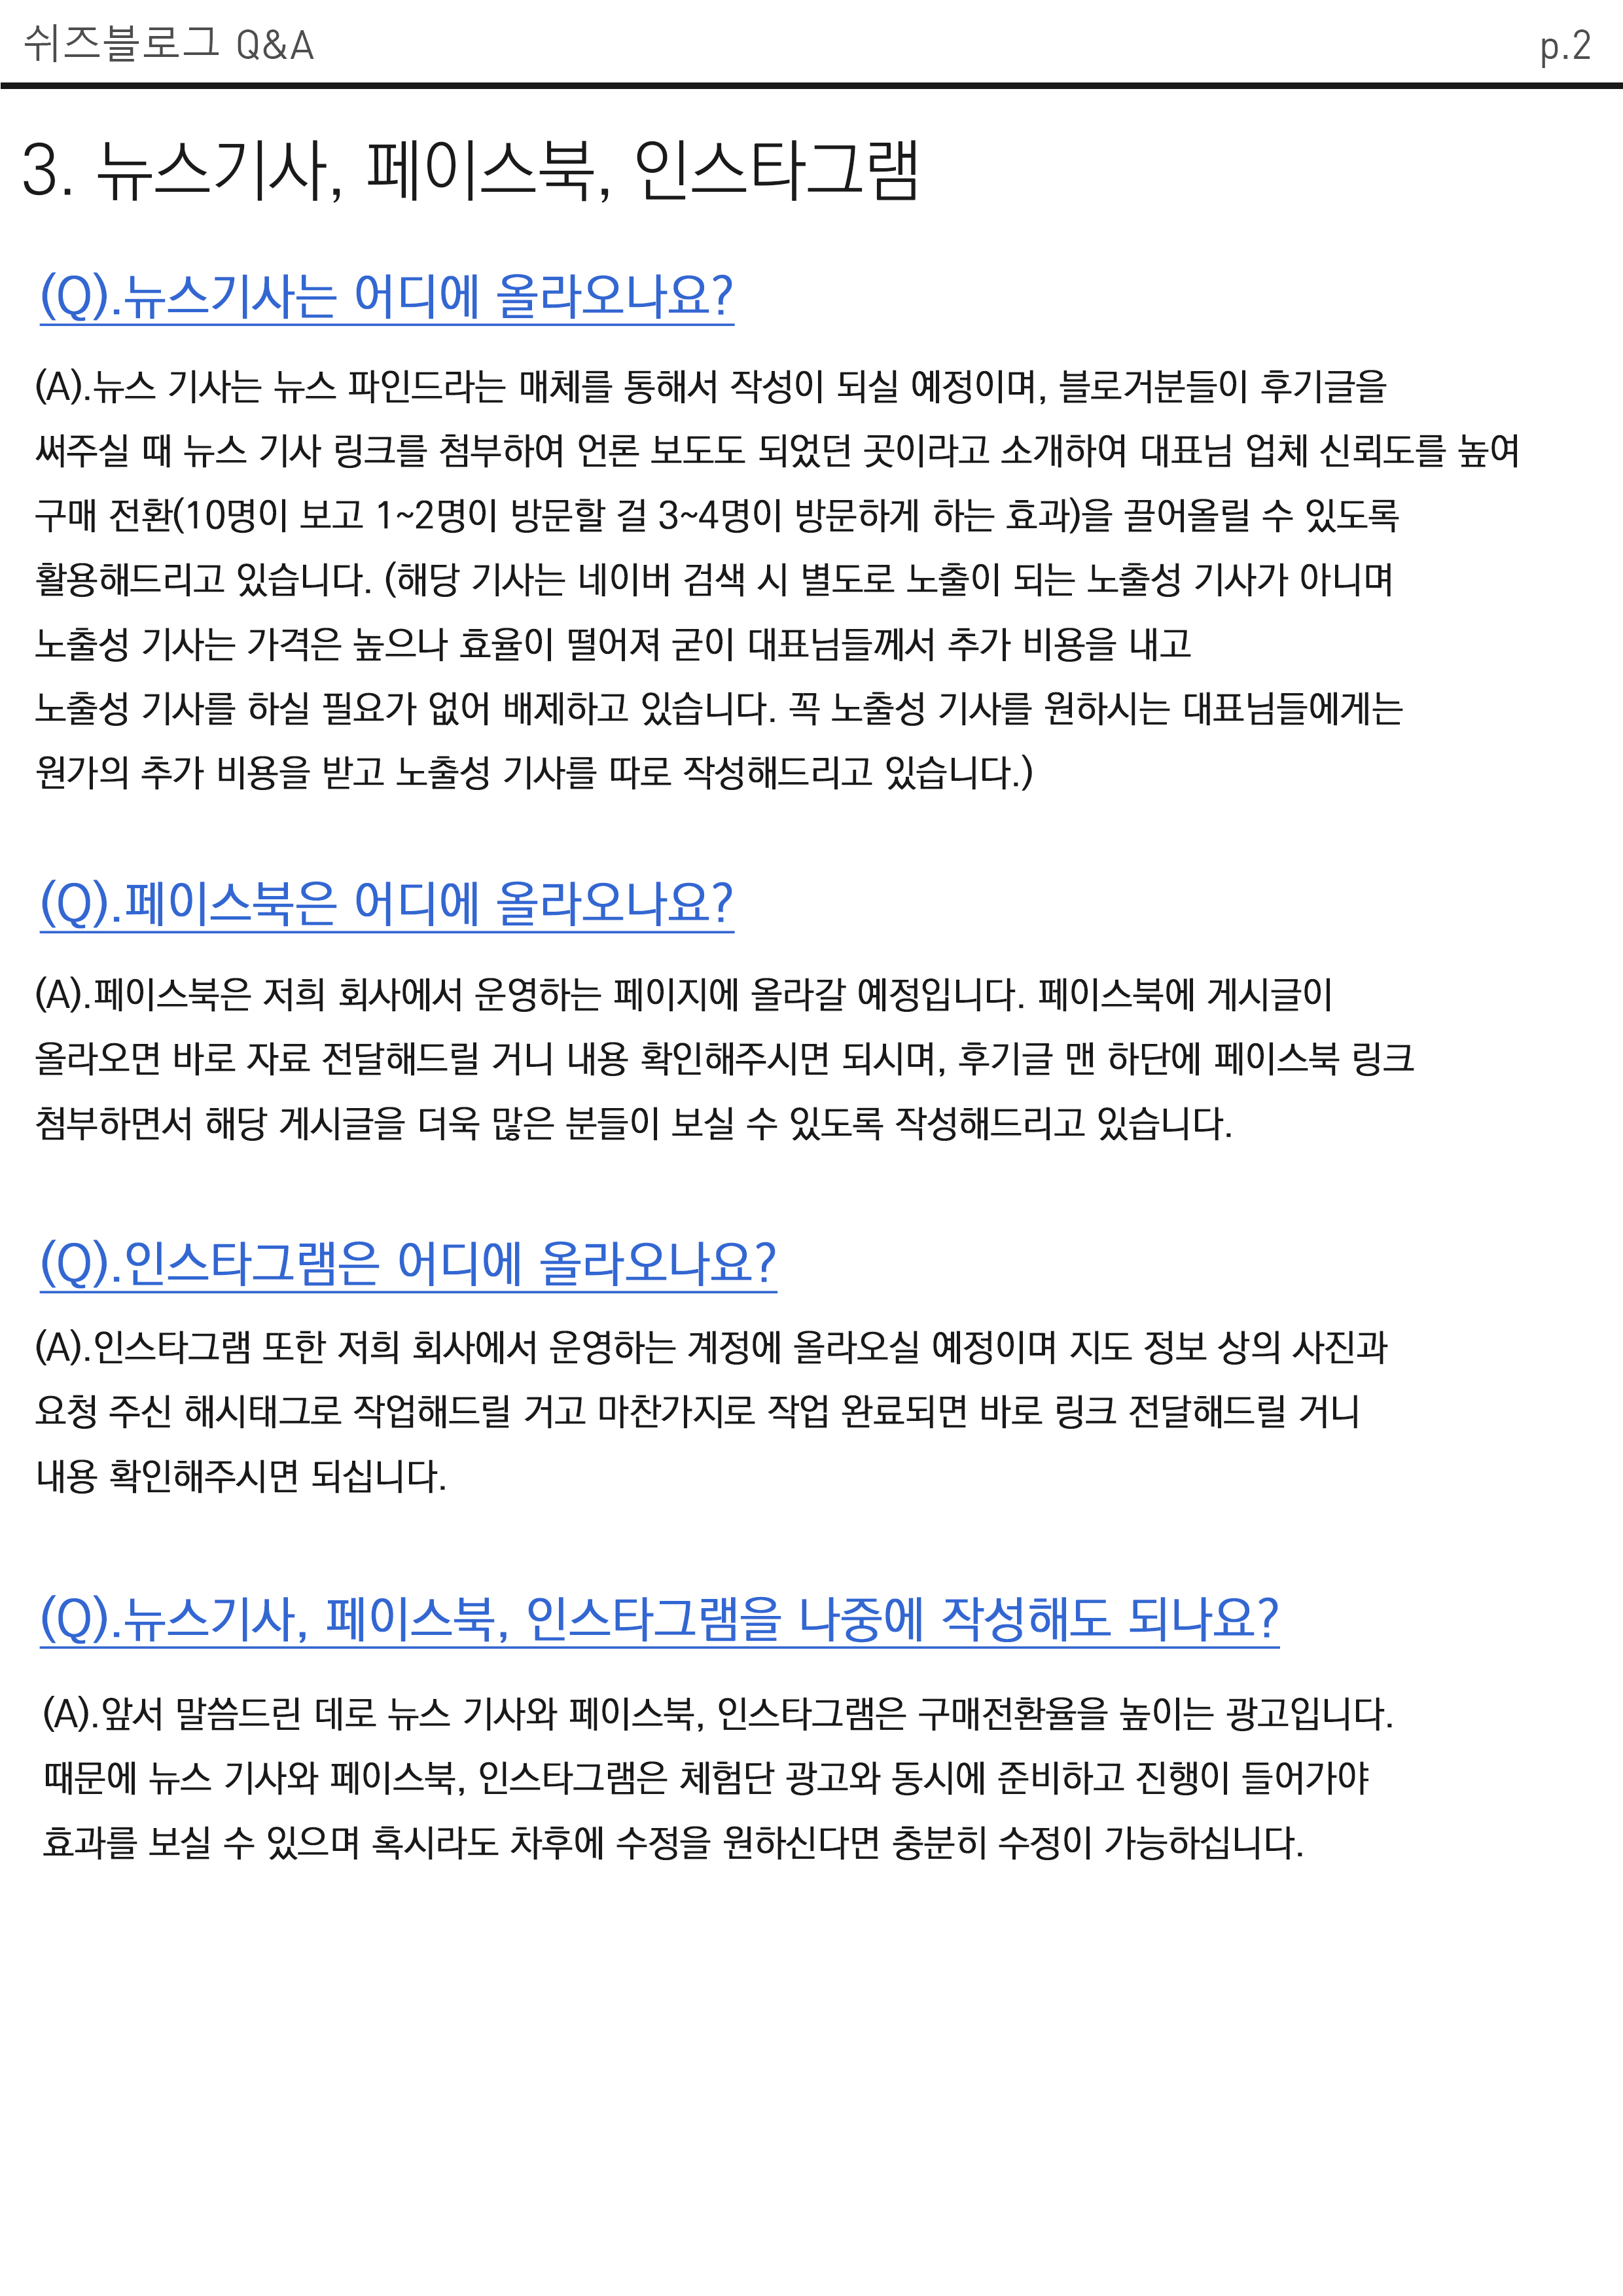 쉬즈블로그 Q&A
p.2
3. 뉴스기사, 페이스북, 인스타그램
(Q).뉴스기사는 어디에 올라오나요?
(A).뉴스 기사는 뉴스 파인드라는 매체를 통해서 작성이 되실 예정이며, 블로거분들이 후기글을
써주실 때 뉴스 기사 링크를 첨부하여 언론 보도도 되었던 곳이라고 소개하여 대표님 업체 신뢰도를 높여
구매 전환(10명이 보고 1~2명이 방문할 걸 3~4명이 방문하게 하는 효과)을 끌어올릴 수 있도록
활용해드리고 있습니다. (해당 기사는 네이버 검색 시 별도로 노출이 되는 노출성 기사가 아니며
노출성 기사는 가격은 높으나 효율이 떨어져 굳이 대표님들께서 추가 비용을 내고
노출성 기사를 하실 필요가 없어 배제하고 있습니다. 꼭 노출성 기사를 원하시는 대표님들에게는
원가의 추가 비용을 받고 노출성 기사를 따로 작성해드리고 있습니다.)
(Q).페이스북은 어디에 올라오나요?
(A).페이스북은 저희 회사에서 운영하는 페이지에 올라갈 예정입니다. 페이스북에 게시글이
올라오면 바로 자료 전달해드릴 거니 내용 확인해주시면 되시며, 후기글 맨 하단에 페이스북 링크
첨부하면서 해당 게시글을 더욱 많은 분들이 보실 수 있도록 작성해드리고 있습니다.
(Q).인스타그램은 어디에 올라오나요?
(A).인스타그램 또한 저희 회사에서 운영하는 계정에 올라오실 예정이며 지도 정보 상의 사진과
요청 주신 해시태그로 작업해드릴 거고 마찬가지로 작업 완료되면 바로 링크 전달해드릴 거니
내용 확인해주시면 되십니다.
(Q).뉴스기사, 페이스북, 인스타그램을 나중에 작성해도 되나요?
(A).앞서 말씀드린 데로 뉴스 기사와 페이스북, 인스타그램은 구매전환율을 높이는 광고입니다.
때문에 뉴스 기사와 페이스북, 인스타그램은 체험단 광고와 동시에 준비하고 진행이 들어가야
효과를 보실 수 있으며 혹시라도 차후에 수정을 원하신다면 충분히 수정이 가능하십니다.